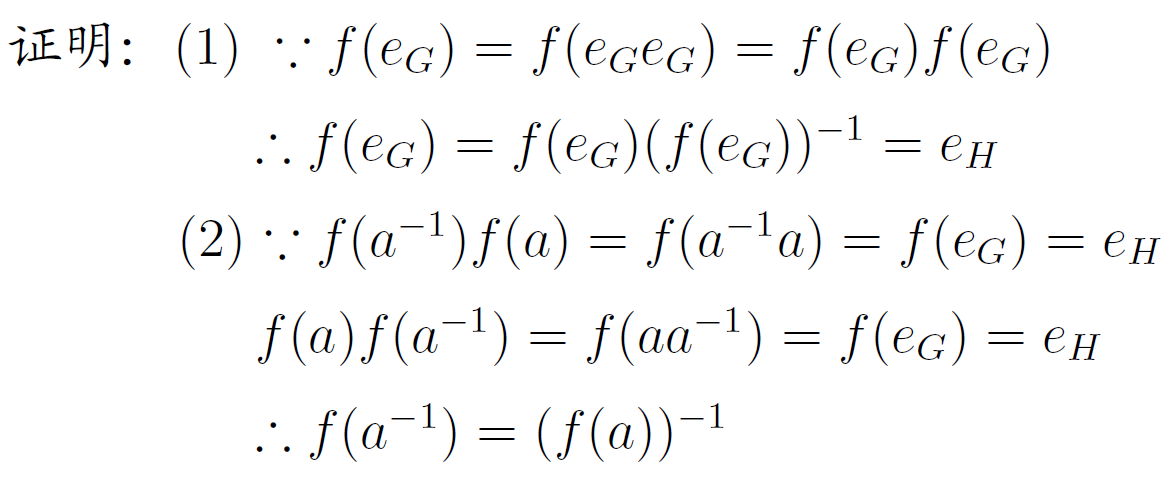 证明：(1) ∵ f(e_G) = f(e_G e_G) = f(e_G)f(e_G)
∴ f(e_G) = f(e_G)(f(e_G))^{-1} = e_H
(2) ∵ f(a^{-1})f(a) = f(a^{-1}a) = f(e_G) = e_H
f(a)f(a^{-1}) = f(aa^{-1}) = f(e_G) = e_H
∴ f(a^{-1}) = (f(a))^{-1}